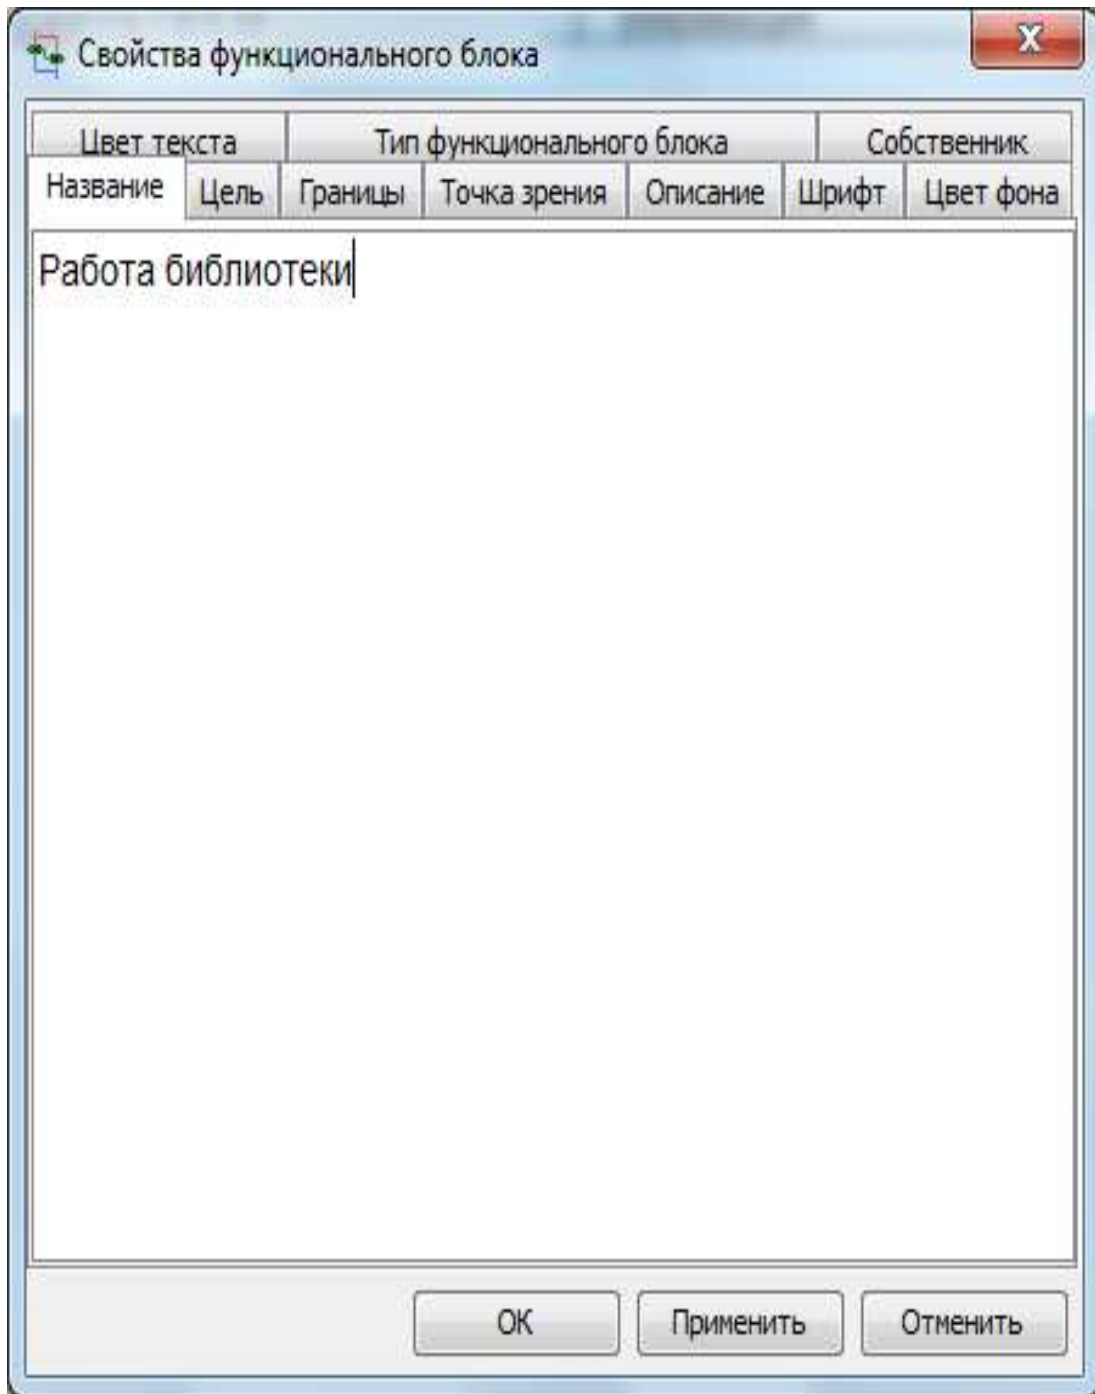 Свойства функционального блока
X
Цвет текста Тип функционального блока Собственник
Название Цель Границы Точка зрения Описание Шрифт Цвет фона
Работа библиотеки
ОК Применить Отменить